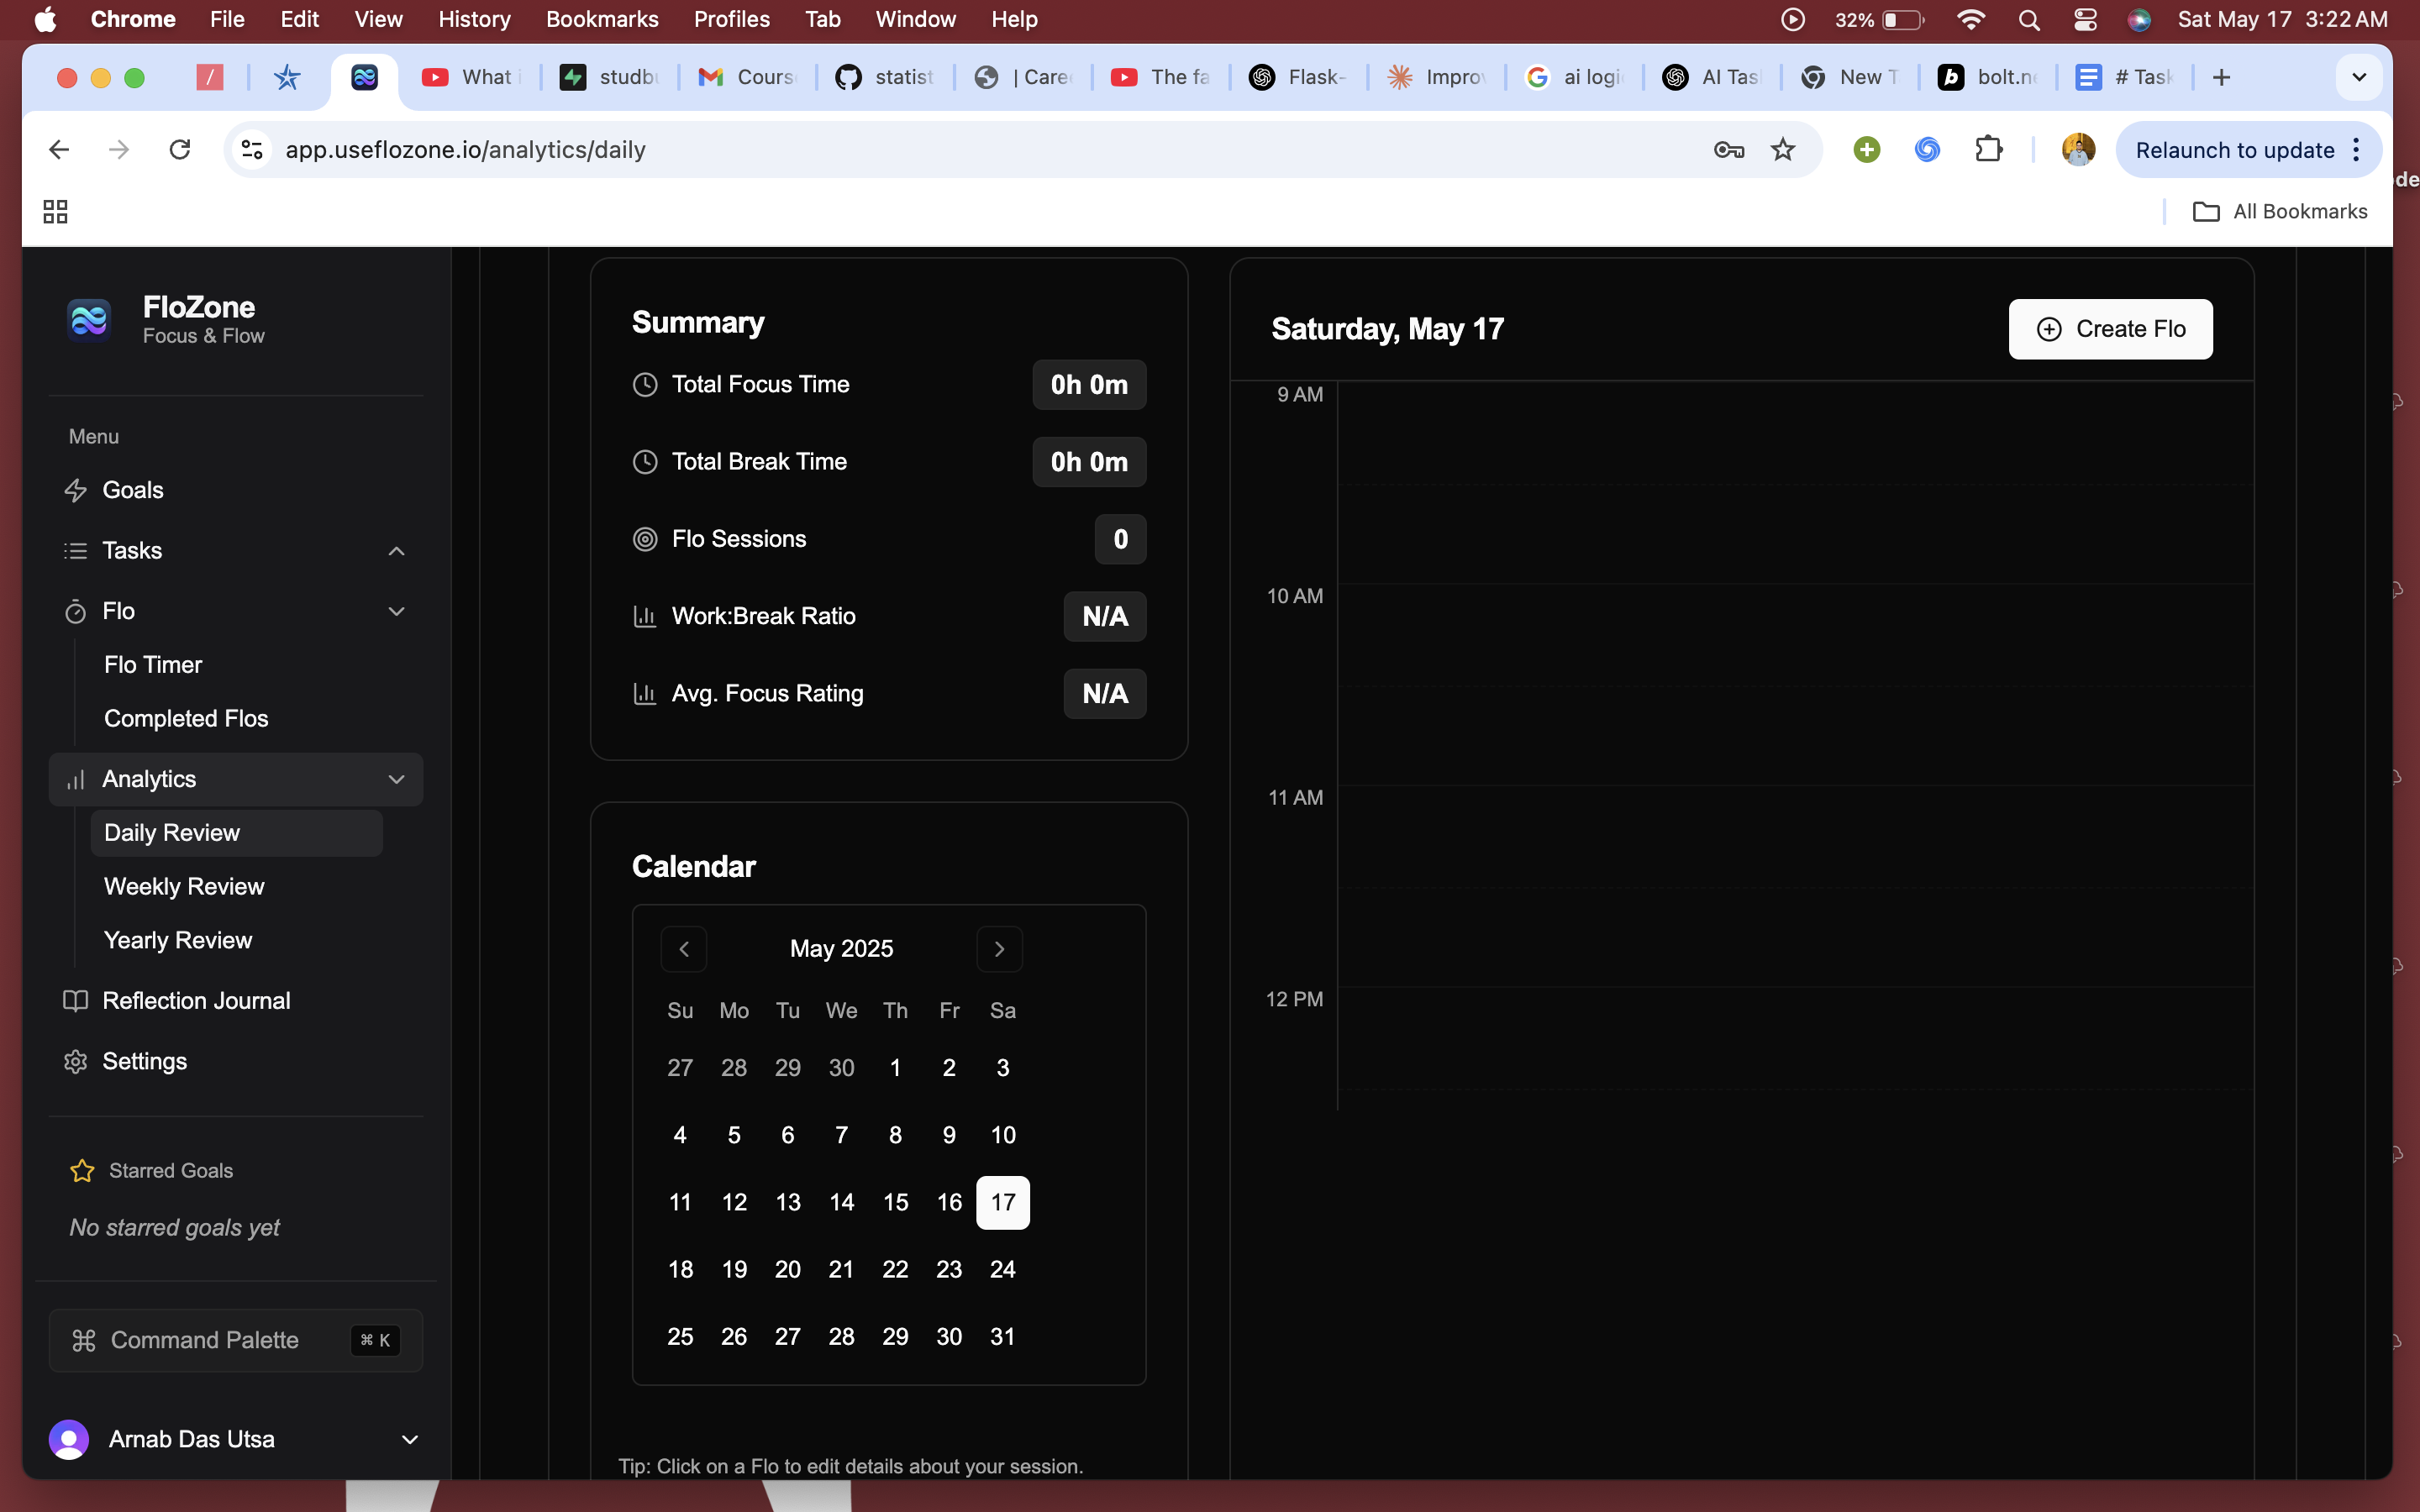 Chrome File Edit View History Bookmarks Profiles Tab Window Help 32% Sat May 17 3:22 AM
What i studbu Course statist | Caree The fa Flask- Improv ai logi AI Tas New T bolt.ne # Task
app.useflozone.io/analytics/daily Relaunch to update
All Bookmarks
FloZone
Focus & Flow
Menu
Goals
Tasks
Flo
Flo Timer
Completed Flos
Analytics
Daily Review
Weekly Review
Yearly Review
Reflection Journal
Settings
Starred Goals
No starred goals yet
Command Palette ⌘ K
Arnab Das Utsa
Summary
Total Focus Time 0h 0m
Total Break Time 0h 0m
Flo Sessions 0
Work:Break Ratio N/A
Avg. Focus Rating N/A
Calendar
May 2025
Su Mo Tu We Th Fr Sa
27 28 29 30 1 2 3
4 5 6 7 8 9 10
11 12 13 14 15 16 17
18 19 20 21 22 23 24
25 26 27 28 29 30 31
Tip: Click on a Flo to edit details about your session.
Saturday, May 17 Create Flo
9 AM
10 AM
11 AM
12 PM